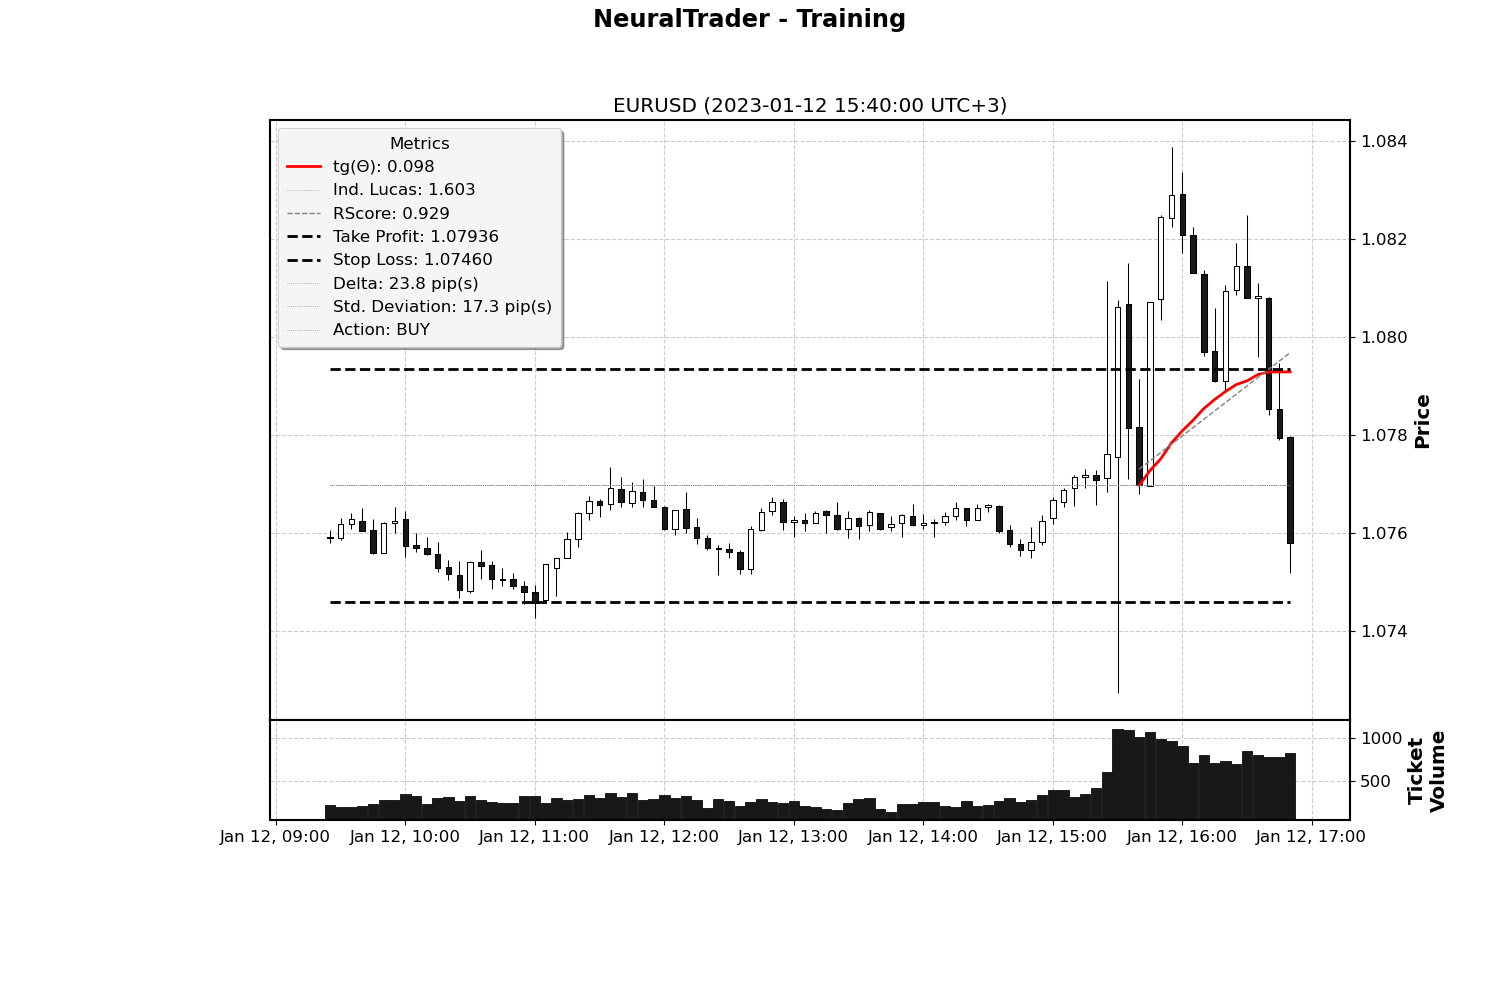 NeuralTrader - Training
EURUSD (2023-01-12 15:40:00 UTC+3)
Metrics
tg(Θ): 0.098
Ind. Lucas: 1.603
RScore: 0.929
Take Profit: 1.07936
Stop Loss: 1.07460
Delta: 23.8 pip(s)
Std. Deviation: 17.3 pip(s)
Action: BUY
1.084
1.082
1.080
1.078
1.076
1.074
Price
1000
500
Ticket
Volume
Jan 12, 09:00
Jan 12, 10:00
Jan 12, 11:00
Jan 12, 12:00
Jan 12, 13:00
Jan 12, 14:00
Jan 12, 15:00
Jan 12, 16:00
Jan 12, 17:00